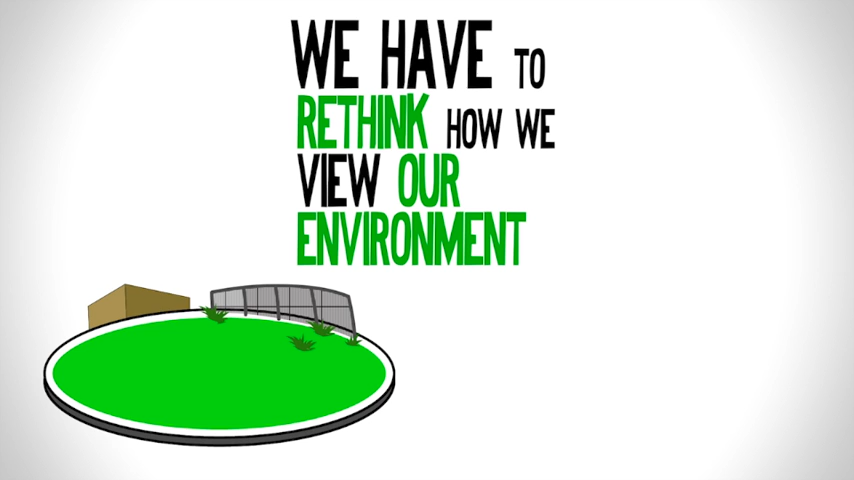 WE HAVE TO
RETHINK HOW WE
VIEW OUR
ENVIRONMENT